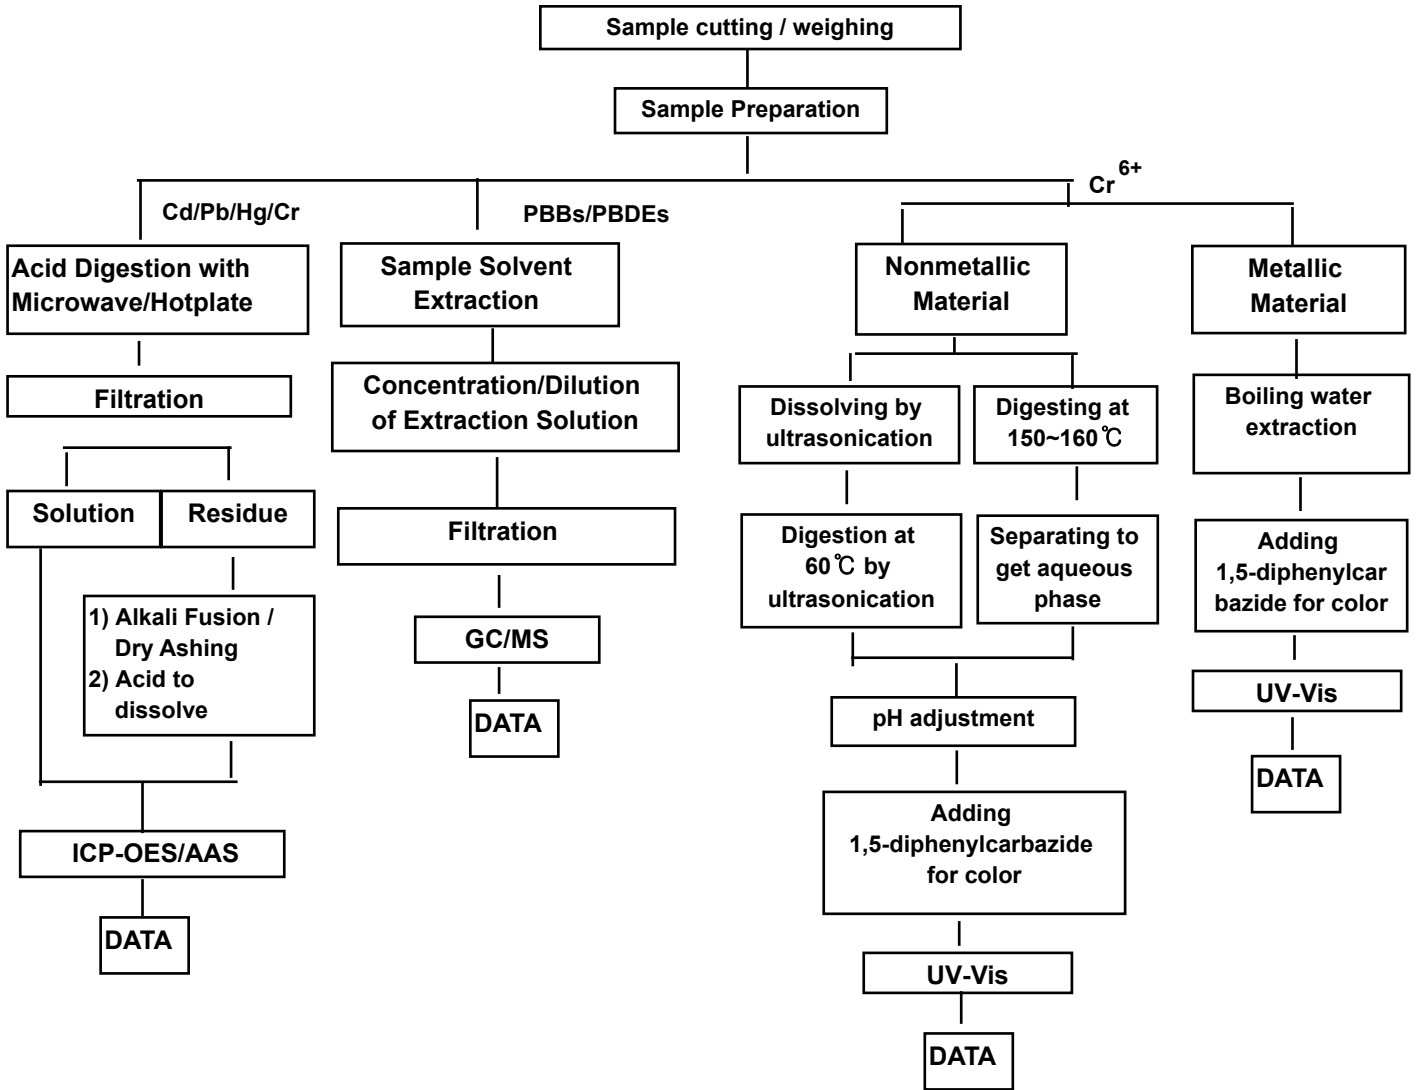 Sample cutting / weighing
Sample Preparation
Cr 6+
Cd/Pb/Hg/Cr
PBBs/PBDEs
Acid Digestion with
Microwave/Hotplate
Filtration
Solution
Residue
1) Alkali Fusion /
Dry Ashing
2) Acid to
dissolve
ICP-OES/AAS
DATA
Sample Solvent
Extraction
Concentration/Dilution
of Extraction Solution
Filtration
GC/MS
DATA
Nonmetallic
Material
Dissolving by
ultrasonication
Digestion at
60℃ by
ultrasonication
Digesting at
150~160℃
Separating to
get aqueous
phase
pH adjustment
Adding
1,5-diphenylcarbazide
for color
UV-Vis
DATA
Metallic
Material
Boiling water
extraction
Adding
1,5-diphenylcar
bazide for color
UV-Vis
DATA